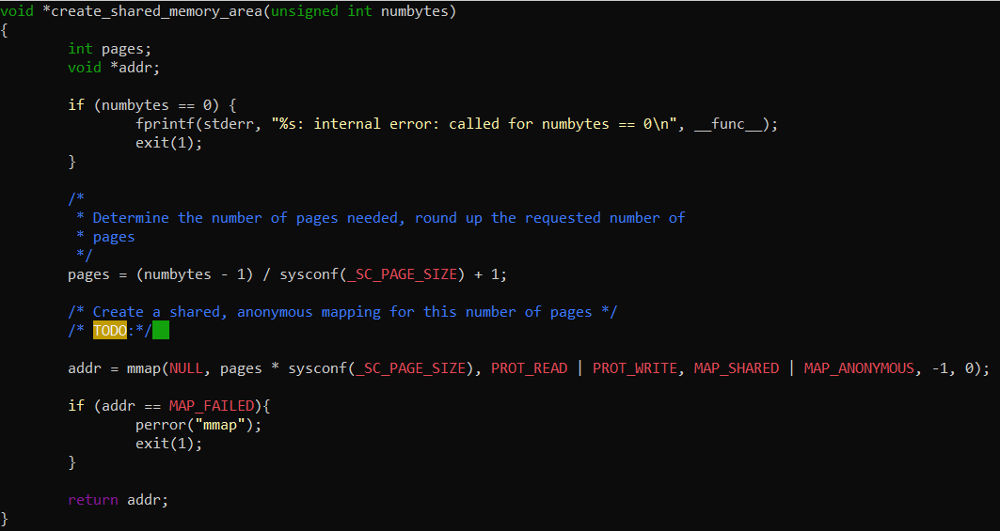 void *create_shared_memory_area(unsigned int numbytes)
{
        int pages;
        void *addr;

        if (numbytes == 0) {
                fprintf(stderr, "%s: internal error: called for numbytes == 0\n", __func__);
                exit(1);
        }

        /*
         * Determine the number of pages needed, round up the requested number of
         * pages
         */
        pages = (numbytes - 1) / sysconf(_SC_PAGE_SIZE) + 1;

        /* Create a shared, anonymous mapping for this number of pages */
        /* TODO:*/

        addr = mmap(NULL, pages * sysconf(_SC_PAGE_SIZE), PROT_READ | PROT_WRITE, MAP_SHARED | MAP_ANONYMOUS, -1, 0);

        if (addr == MAP_FAILED){
                perror("mmap");
                exit(1);
        }

        return addr;
}